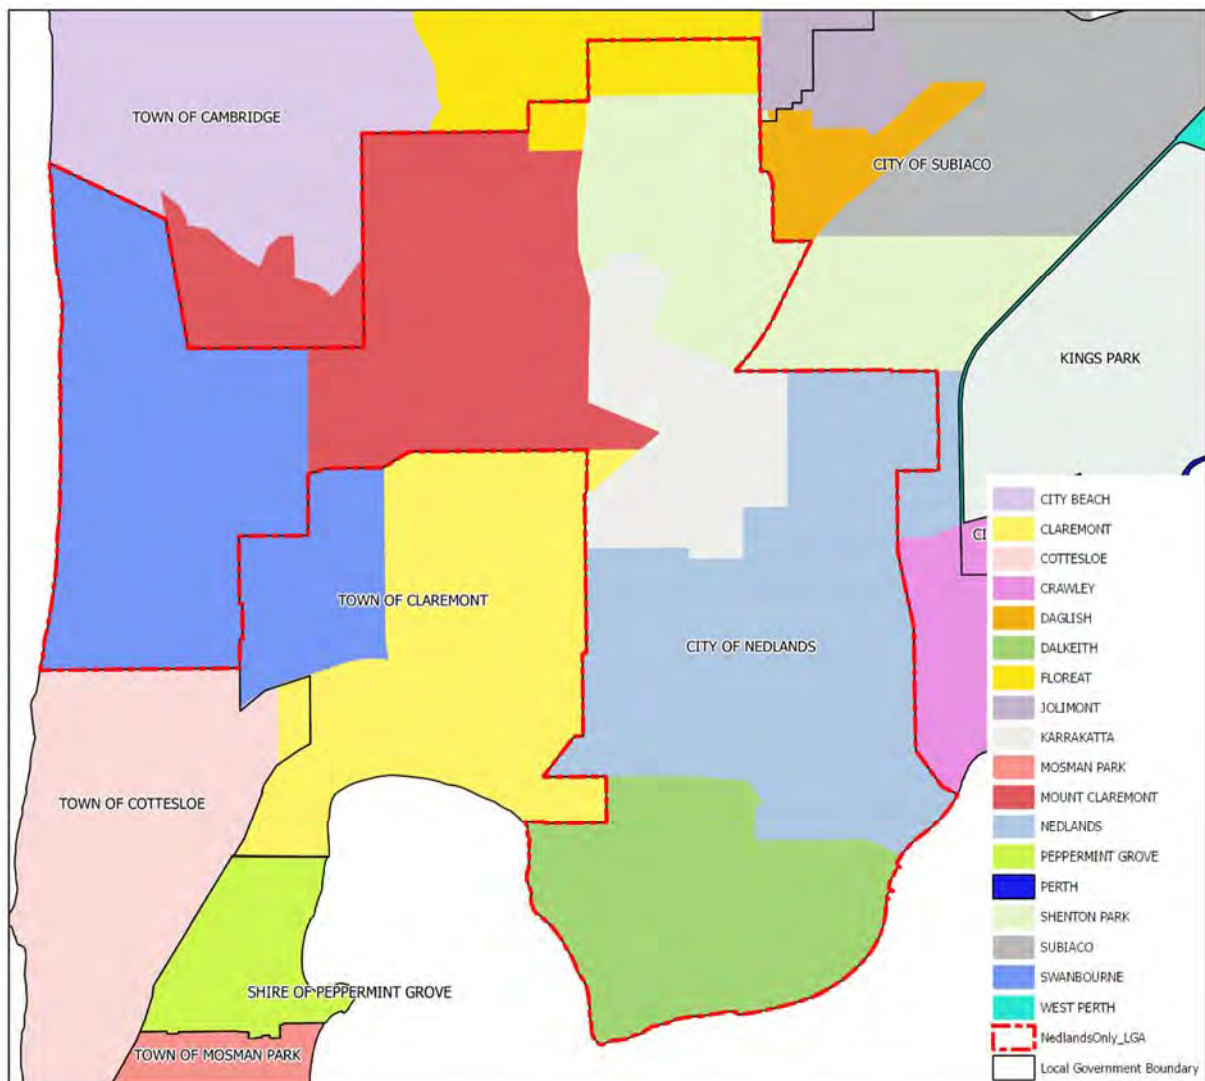 TOWN OF CAMBRIDGE
CITY OF SUBIACO
KINGS PARK
TOWN OF CLAREMONT
CITY OF NEDLANDS
TOWN OF COTTESLOE
SHIRE OF PEPPERMINT GROVE
TOWN OF MOSMAN PARK
CITY BEACH
CLAREMONT
COTTESLOE
CRAWLEY
DAGLISH
DALKEITH
FLOREAT
JOLIMONT
KARRAKATTA
MOSMAN PARK
MOUNT CLAREMONT
NEDLANDS
PEPPERMINT GROVE
PERTH
SHENTON PARK
SUBIACO
SWANBOURNE
WEST PERTH
NedlandsOnly_LGA
Local Government Boundary